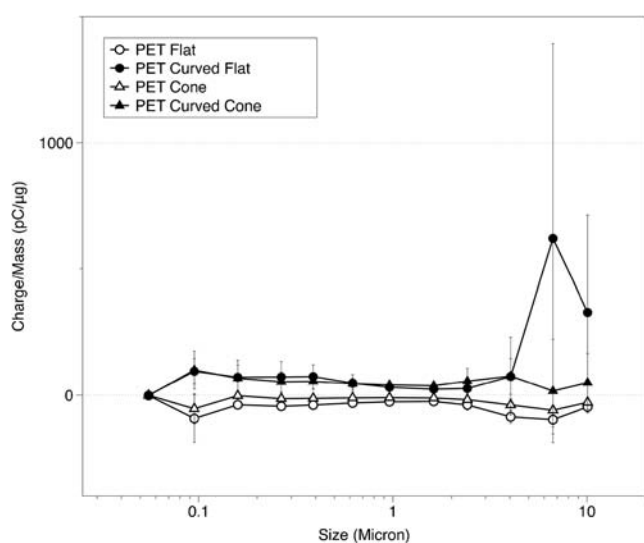 PET Flat
PET Curved Flat
PET Cone
PET Curved Cone
1000
0
Charge/Mass (pC/µg)
0.1 1 10
Size (Micron)